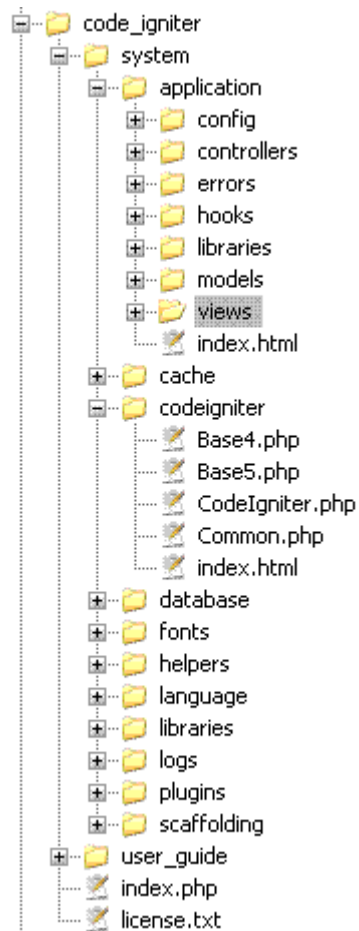 code_igniter
system
application
config
controllers
errors
hooks
libraries
models
views
index.html
cache
codeigniter
Base4.php
Base5.php
CodeIgniter.php
Common.php
index.html
database
fonts
helpers
language
libraries
logs
plugins
scaffolding
user_guide
index.php
license.txt